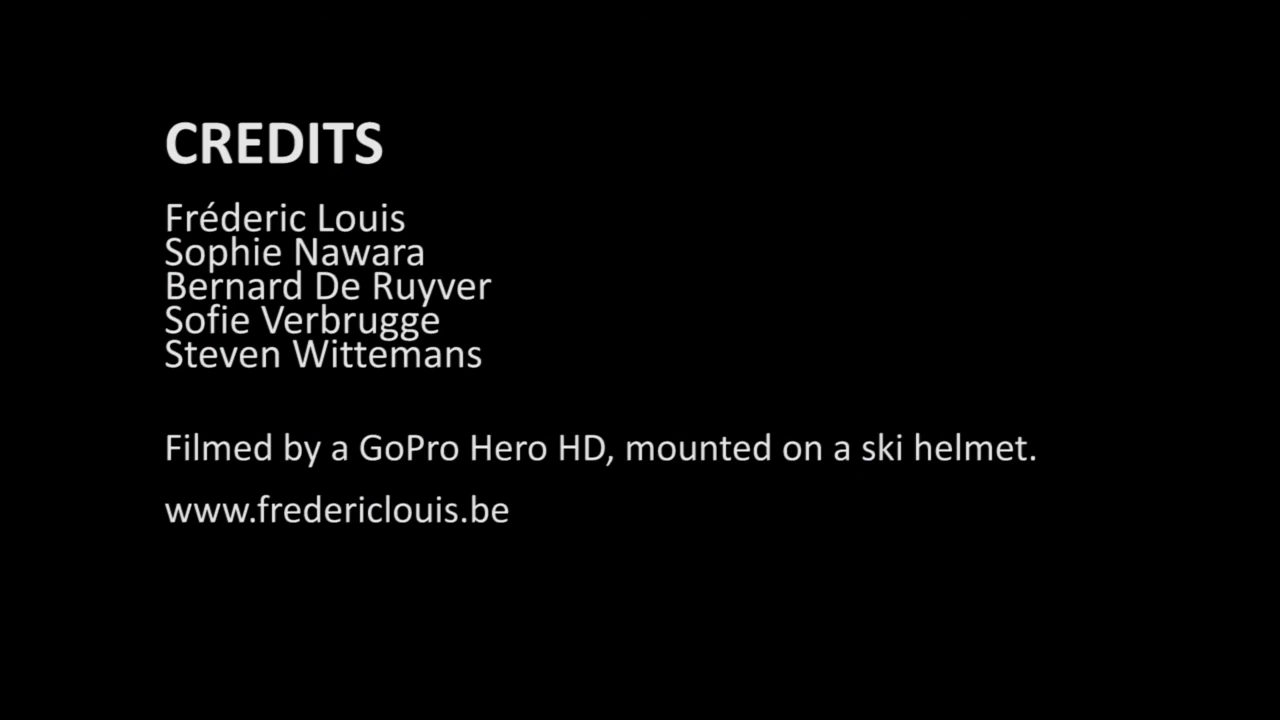 CREDITS
Fréderic Louis
Sophie Nawara
Bernard De Ruyver
Sofie Verbrugge
Steven Wittemans
Filmed by a GoPro Hero HD, mounted on a ski helmet.
www.fredericlouis.be